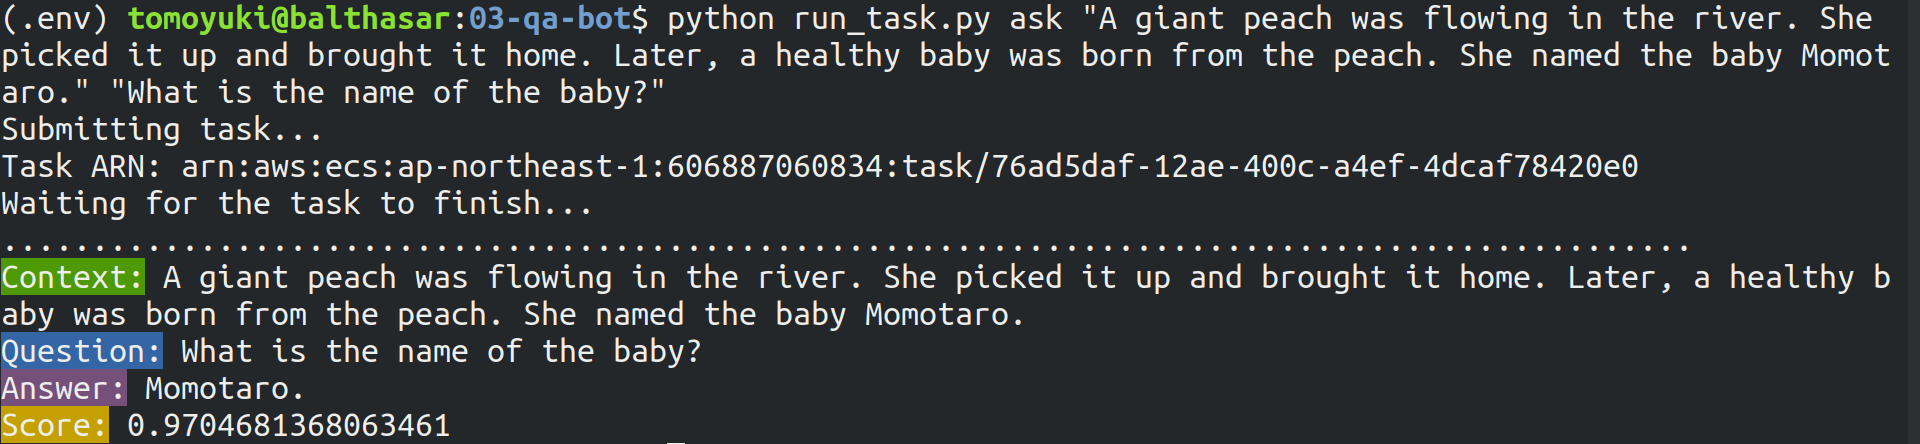 (.env) tomoyuki@balthasar:03-qa-bot$ python run_task.py ask "A giant peach was flowing in the river. She
picked it up and brought it home. Later, a healthy baby was born from the peach. She named the baby Momot
aro." "What is the name of the baby?"
Submitting task...
Task ARN: arn:aws:ecs:ap-northeast-1:606887060834:task/76ad5daf-12ae-400c-a4ef-4dcaf78420e0
Waiting for the task to finish...
..............................................................................................
Context: A giant peach was flowing in the river. She picked it up and brought it home. Later, a healthy b
aby was born from the peach. She named the baby Momotaro.
Question: What is the name of the baby?
Answer: Momotaro.
Score: 0.9704681368063461